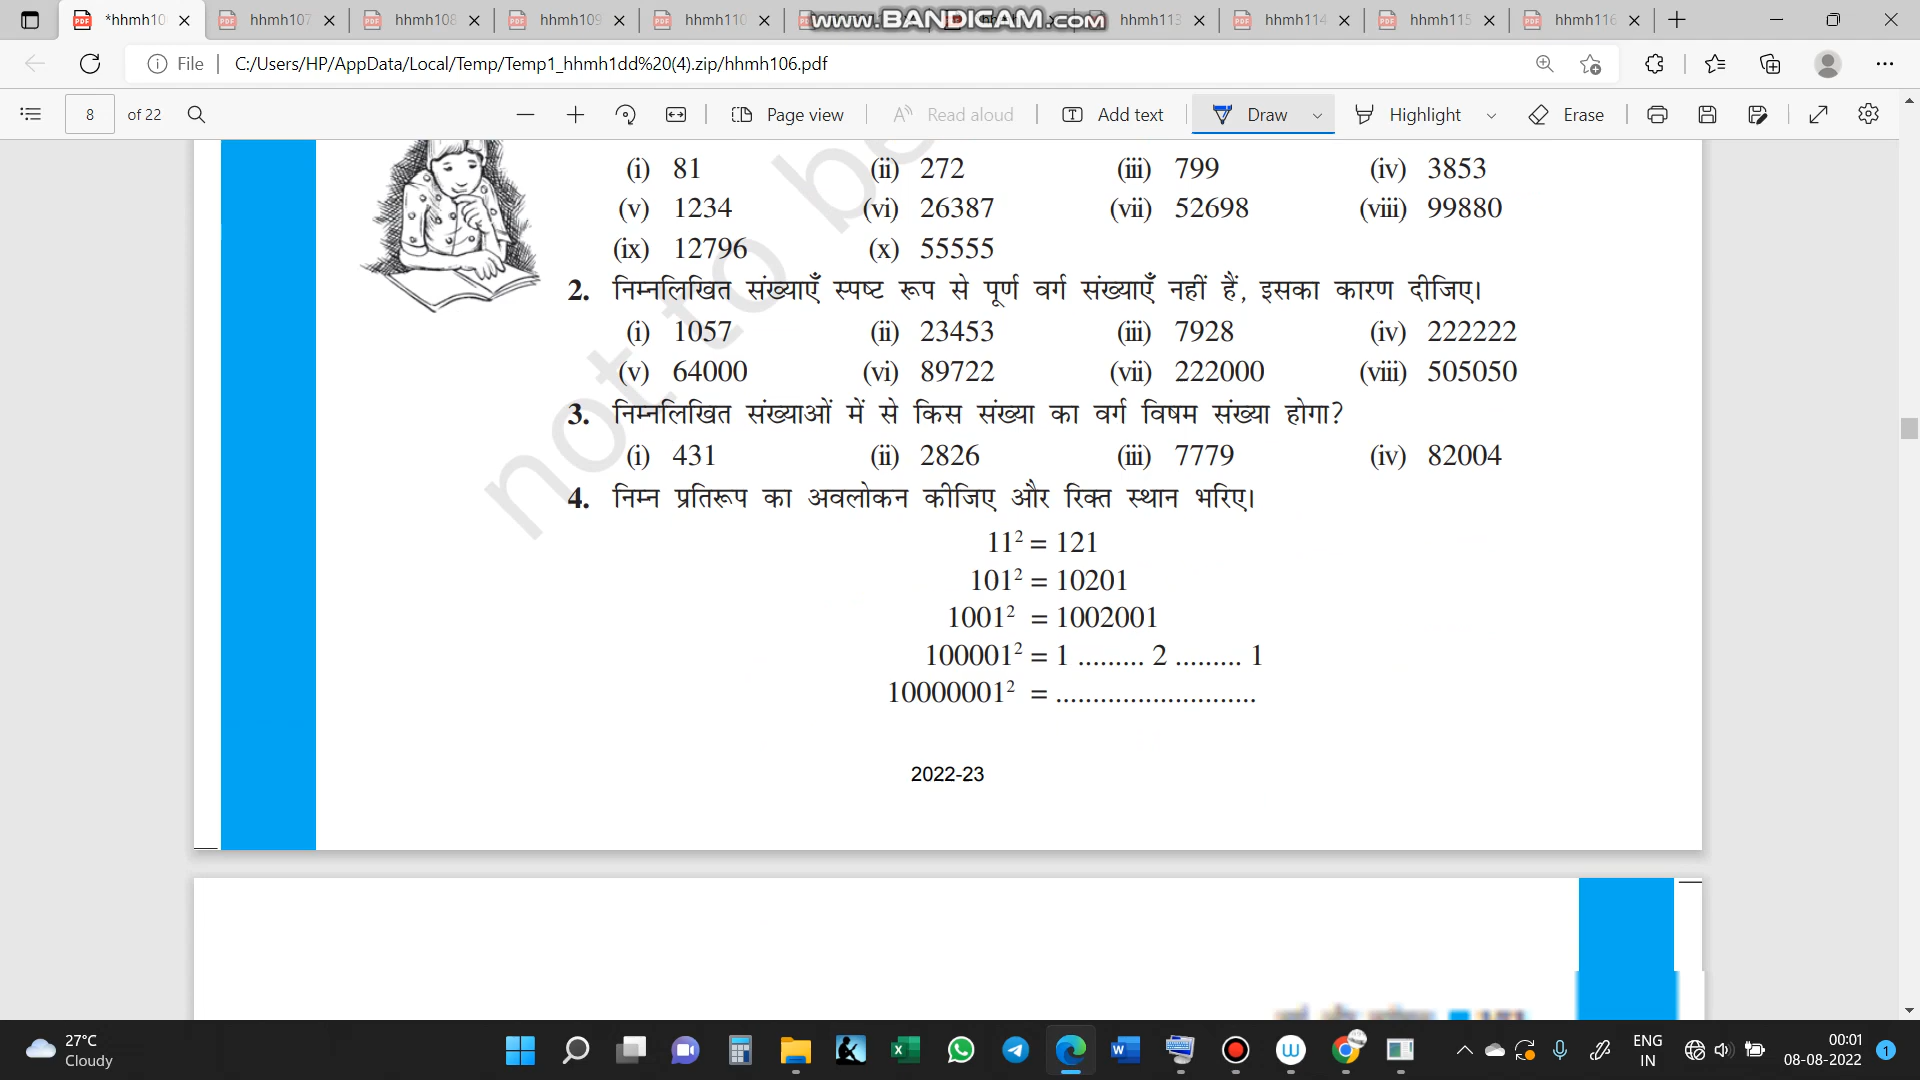 *hhmh10
hhmh107
hhmh108
hhmh109
hhmh110
www.BANDICAM.com
hhmh113
hhmh114
hhmh115
hhmh116
File C:/Users/HP/AppData/Local/Temp/Temp1_hhmh1dd%20(4).zip/hhmh106.pdf
8 of 22 Page view Read aloud Add text Draw Highlight Erase
(i) 81 (ii) 272 (iii) 799 (iv) 3853
(v) 1234 (vi) 26387 (vii) 52698 (viii) 99880
(ix) 12796 (x) 55555
2. निम्नलिखित संख्याएँ स्पष्ट रूप से पूर्ण वर्ग संख्याएँ नहीं हैं, इसका कारण दीजिए।
(i) 1057 (ii) 23453 (iii) 7928 (iv) 222222
(v) 64000 (vi) 89722 (vii) 222000 (viii) 505050
3. निम्नलिखित संख्याओं में से किस संख्या का वर्ग विषम संख्या होगा?
(i) 431 (ii) 2826 (iii) 7779 (iv) 82004
4. निम्न प्रतिरूप का अवलोकन कीजिए और रिक्त स्थान भरिए।
11² = 121
101² = 10201
1001² = 1002001
100001² = 1 ......... 2 ......... 1
10000001² = ...........................
not to be
2022-23
27°C
Cloudy
ENG
IN
00:01
08-08-2022
1